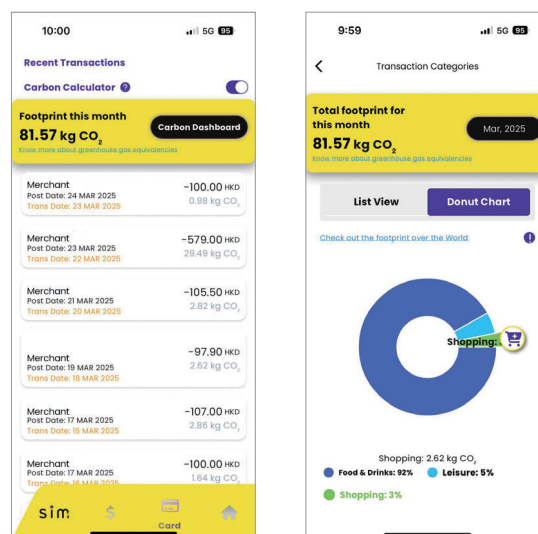 10:00
5G 95
Recent Transactions
Carbon Calculator ?
Footprint this month
81.57 kg CO₂
Carbon Dashboard
Know more about greenhouse gas equivalencies
Merchant
-100.00 HKD
Post Date: 24 MAR 2025
0.98 kg CO₂
Trans Date: 23 MAR 2025
Merchant
-579.00 HKD
Post Date: 23 MAR 2025
29.49 kg CO₂
Trans Date: 22 MAR 2025
Merchant
-105.50 HKD
Post Date: 21 MAR 2025
2.82 kg CO₂
Trans Date: 20 MAR 2025
Merchant
-97.90 HKD
Post Date: 19 MAR 2025
2.62 kg CO₂
Trans Date: 18 MAR 2025
Merchant
-107.00 HKD
Post Date: 17 MAR 2025
2.86 kg CO₂
Trans Date: 16 MAR 2025
Merchant
-100.00 HKD
Post Date: 17 MAR 2025
1.64 kg CO₂
Trans Date: 16 MAR 2025
sim
$
Card
9:59
5G 95
Transaction Categories
Total footprint for
this month
81.57 kg CO₂
Mar, 2025
Know more about greenhouse gas equivalencies
List View
Donut Chart
Check out the footprint over the World
!
Shopping:
Shopping: 2.62 kg CO₂
Food & Drinks: 92%
Leisure: 5%
Shopping: 3%